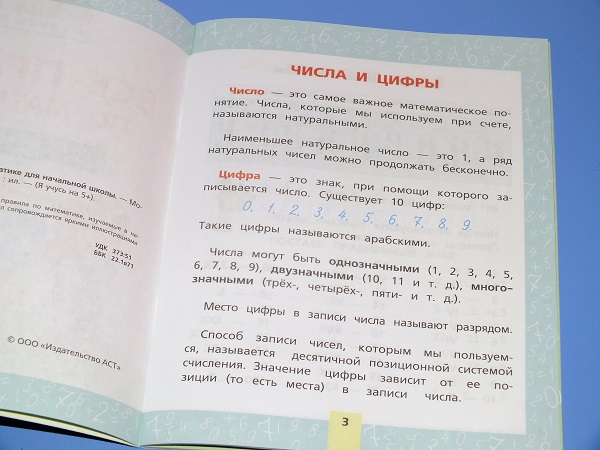 атике для начальной школы. — Мо-
ил. — (Я учусь на 5+).
правила по математике, изучаемые в на-
л сопровождается яркими иллюстрациями
УДК 373:51
ББК 22.1я71
© ООО «Издательство АСТ»
ЧИСЛА И ЦИФРЫ
Число — это самое важное математическое по-
нятие. Числа, которые мы используем при счете,
называются натуральными.
Наименьшее натуральное число — это 1, а ряд
натуральных чисел можно продолжать бесконечно.
Цифра — это знак, при помощи которого за-
писывается число. Существует 10 цифр:
0, 1, 2, 3, 4, 5, 6, 7, 8, 9.
Такие цифры называются арабскими.
Числа могут быть однозначными (1, 2, 3, 4, 5,
6, 7, 8, 9), двузначными (10, 11 и т. д.), много-
значными (трёх-, четырёх-, пяти- и т. д.).
Место цифры в записи числа называют разрядом.
Способ записи чисел, которым мы пользуем-
ся, называется десятичной позиционной системой
счисления. Значение цифры зависит от ее по-
зиции (то есть места) в записи числа.
3